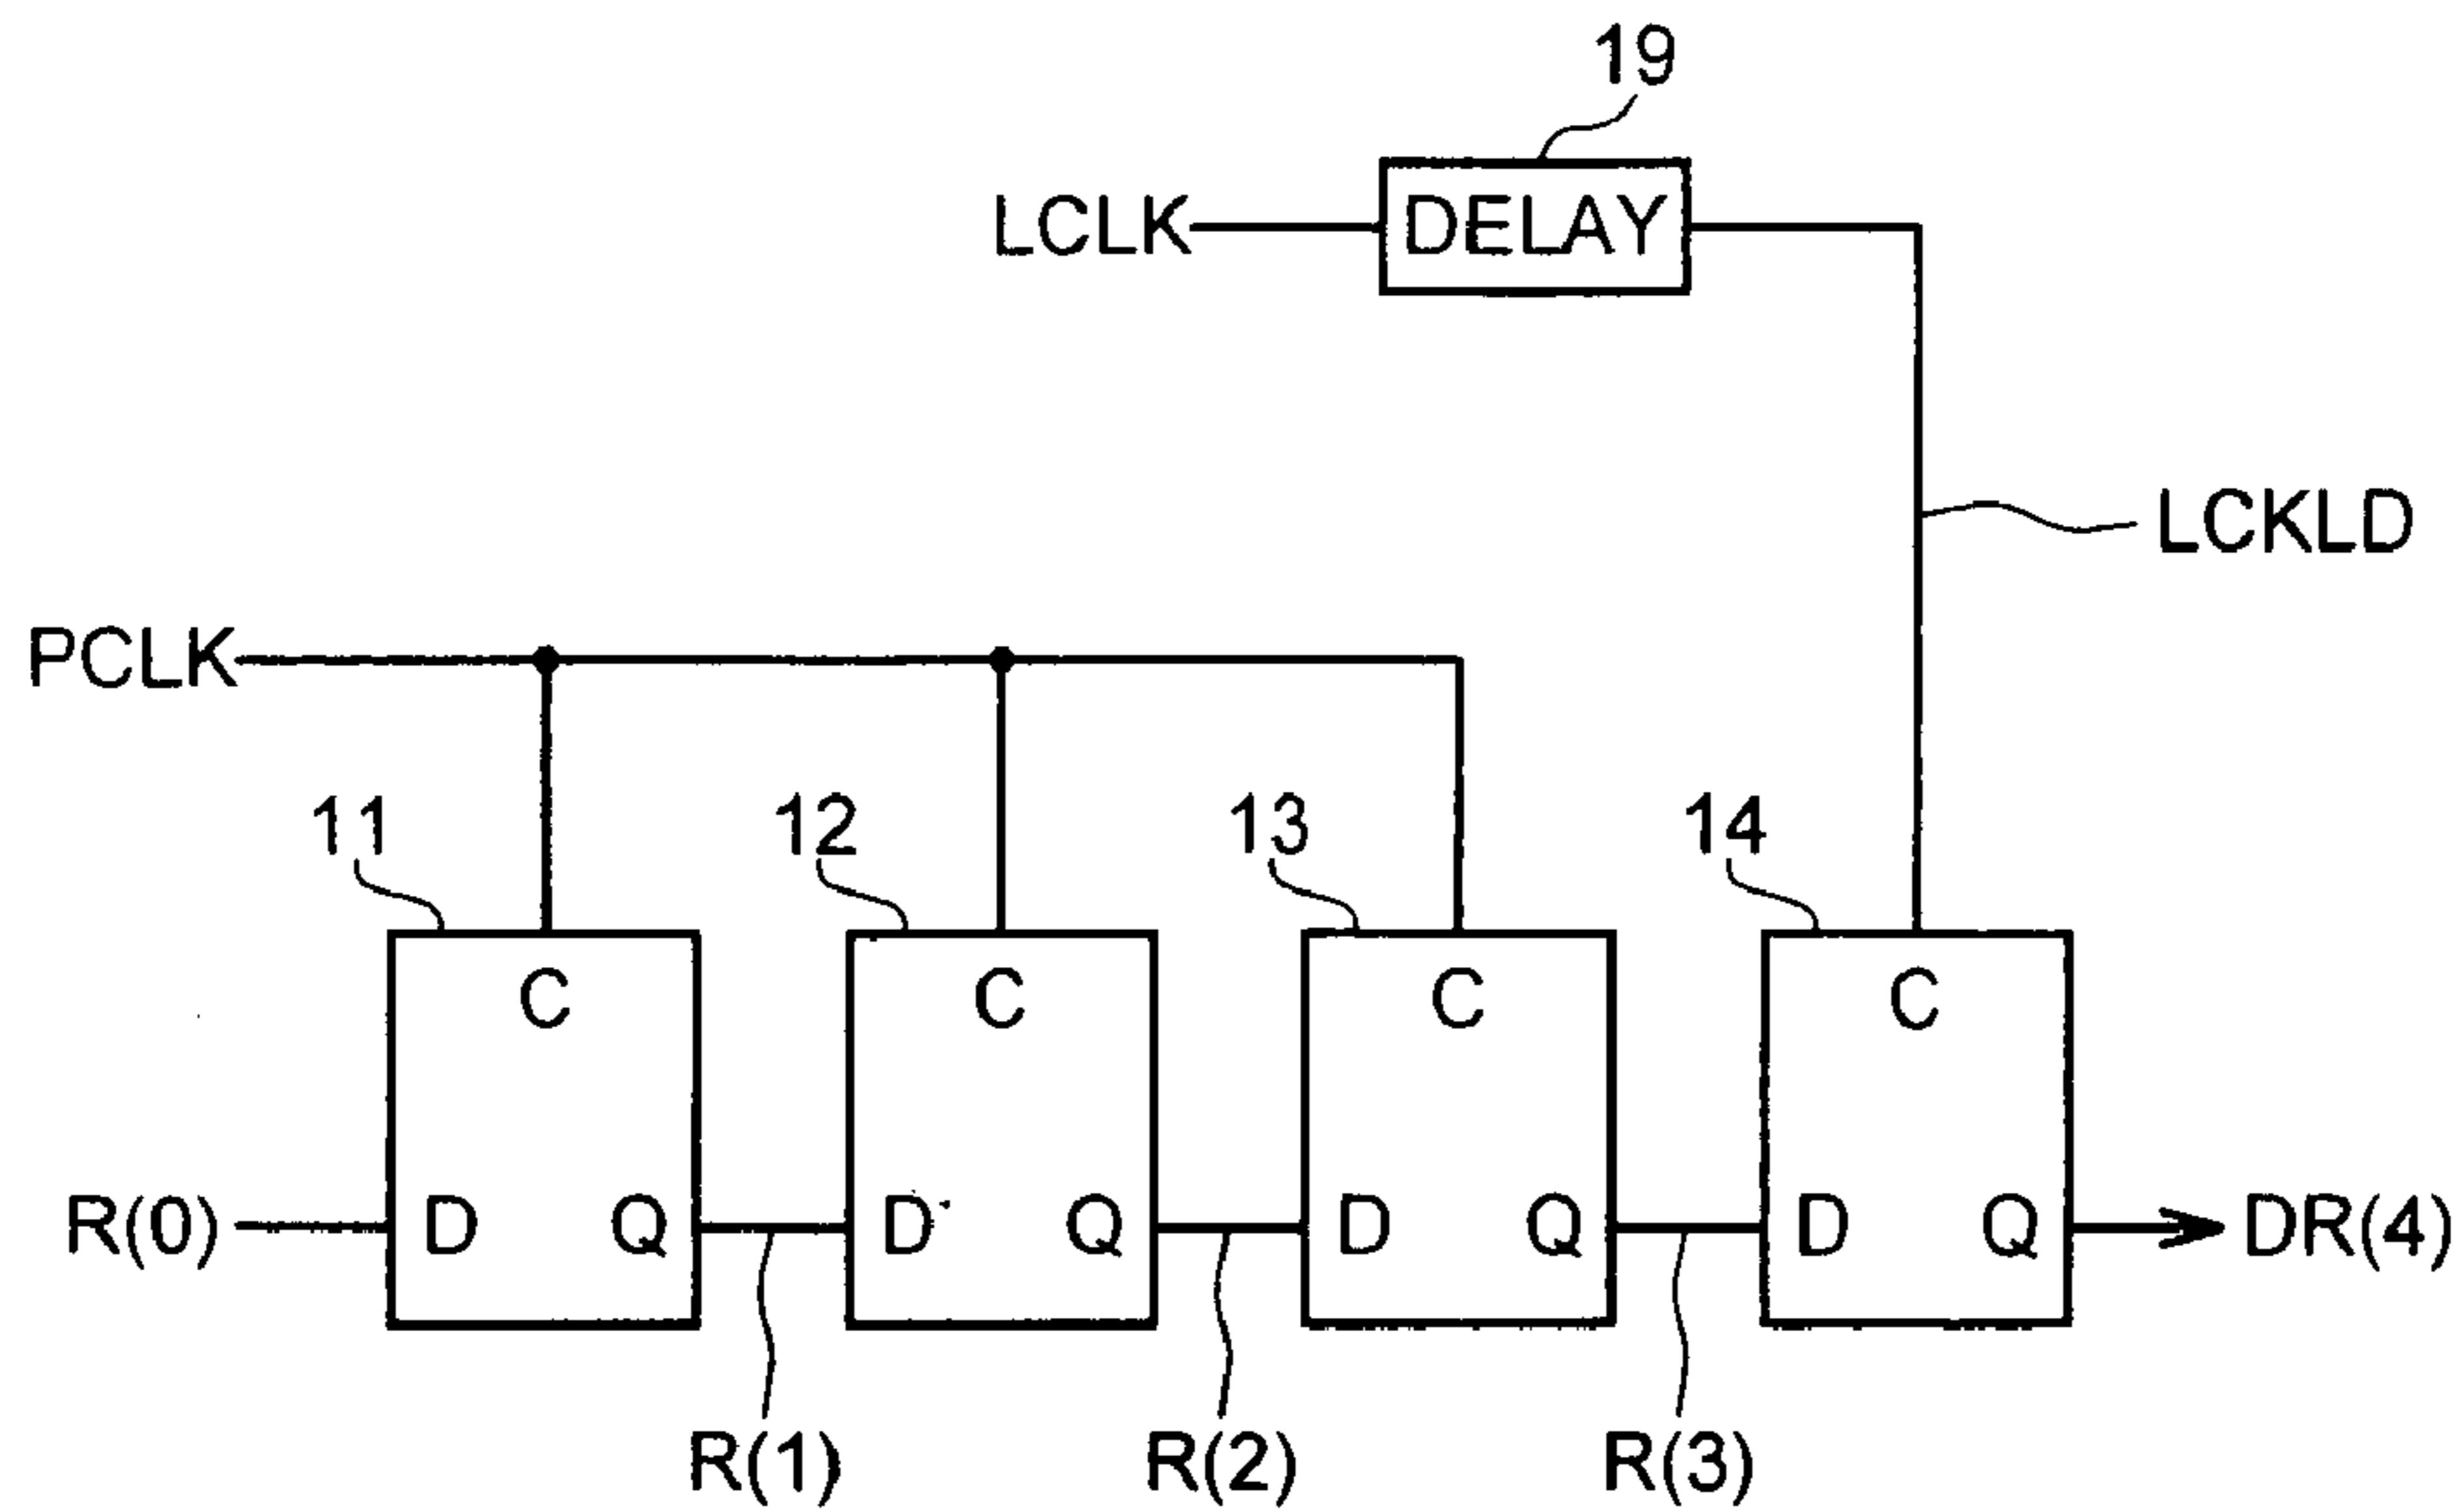 19
LCLK
DELAY
LCKLD
PCLK
11
12
13
14
C
C
C
C
R(0)
D
Q
D
Q
D
Q
D
Q
DR(4)
R(1)
R(2)
R(3)